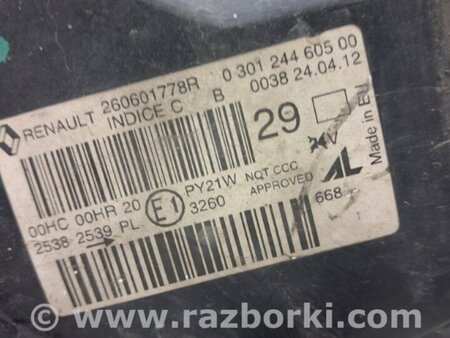 RENAULT 260601778R 0 301 244 605 00
INDICE C B 0038 24.04.12
29
Made in EU
00HC 00HR 20 E1 PY21W NOT CCC AL
2538 2539 PL 3260 APPROVED 668
www.razborki.com